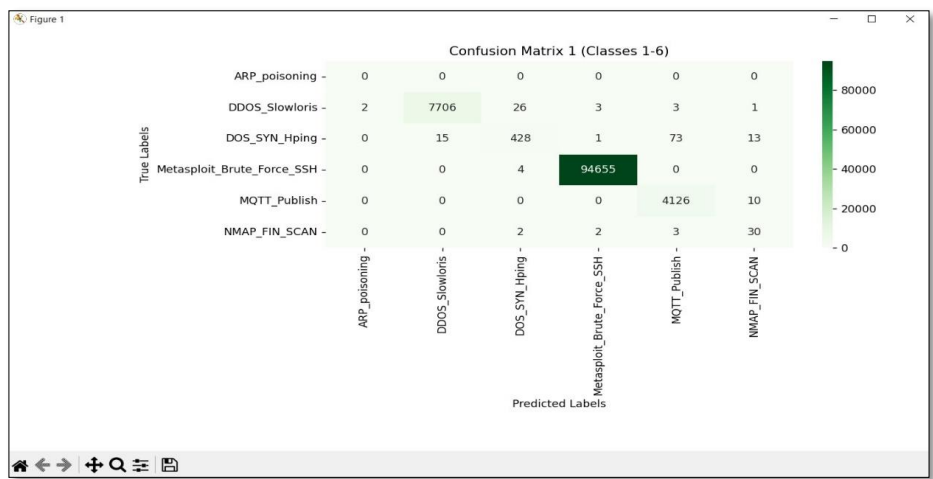 Figure 1
Confusion Matrix 1 (Classes 1-6)
True Labels
ARP_poisoning 0 0 0 0 0 0
DDOS_Slowloris 2 7706 26 3 3 1
DOS_SYN_Hping 0 15 428 1 73 13
Metasploit_Brute_Force_SSH 0 0 4 94655 0 0
MQTT_Publish 0 0 0 0 4126 10
NMAP_FIN_SCAN 0 0 2 2 3 30
ARP_poisoning
DDOS_Slowloris
DOS_SYN_Hping
Metasploit_Brute_Force_SSH
MQTT_Publish
NMAP_FIN_SCAN
Predicted Labels
80000
60000
40000
20000
0